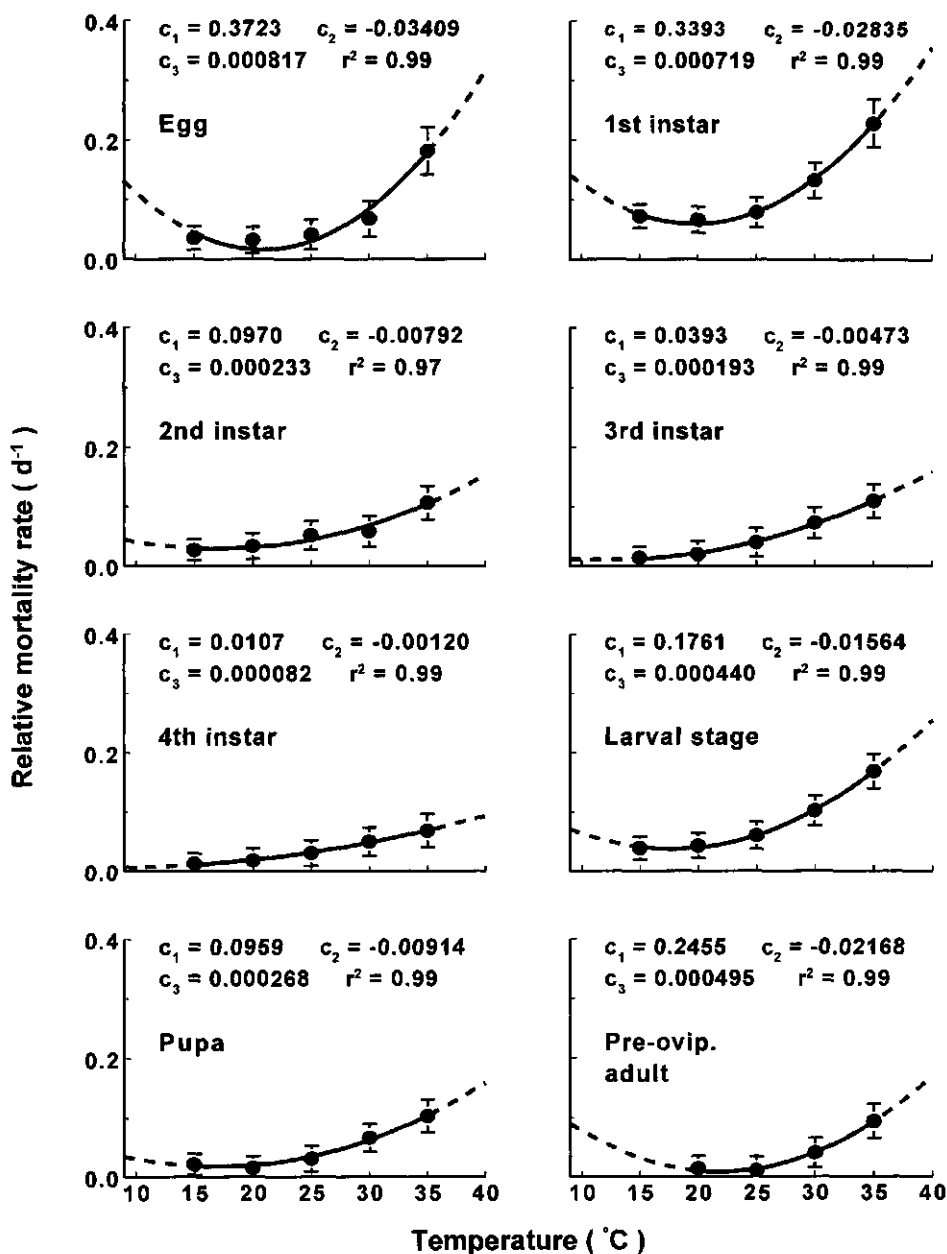 0.4
c1 = 0.3723 c2 = -0.03409
c3 = 0.000817 r2 = 0.99
Egg
0.2
0.0
c1 = 0.3393 c2 = -0.02835
c3 = 0.000719 r2 = 0.99
1st instar
0.4
c1 = 0.0970 c2 = -0.00792
c3 = 0.000233 r2 = 0.97
2nd instar
0.2
0.0
c1 = 0.0393 c2 = -0.00473
c3 = 0.000193 r2 = 0.99
3rd instar
Relative mortality rate ( d-1 )
0.4
c1 = 0.0107 c2 = -0.00120
c3 = 0.000082 r2 = 0.99
4th instar
0.2
0.0
c1 = 0.1761 c2 = -0.01564
c3 = 0.000440 r2 = 0.99
Larval stage
0.4
c1 = 0.0959 c2 = -0.00914
c3 = 0.000268 r2 = 0.99
Pupa
0.2
0.0
c1 = 0.2455 c2 = -0.02168
c3 = 0.000495 r2 = 0.99
Pre-ovip.
adult
10 15 20 25 30 35 40
10 15 20 25 30 35 40
Temperature ( °C )